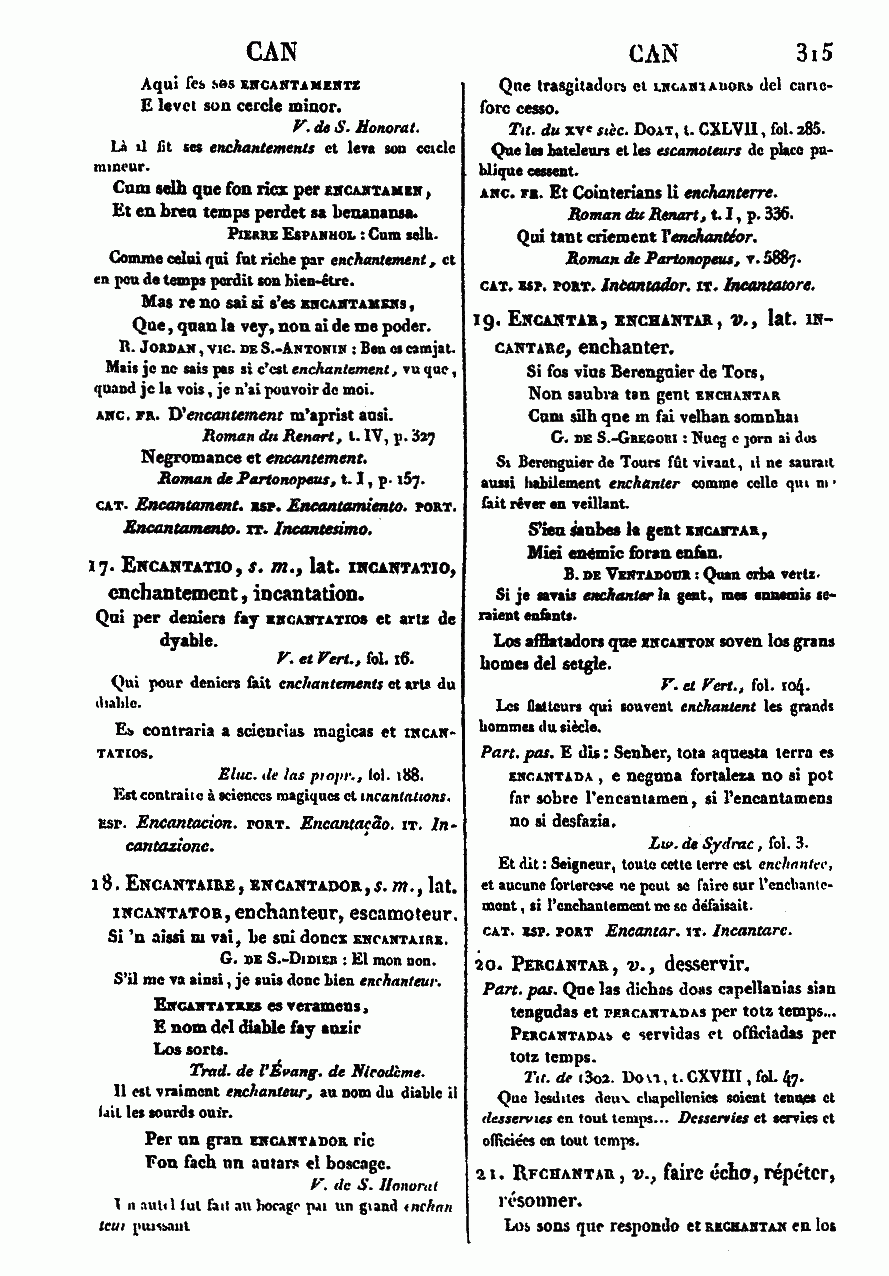 CAN
CAN 315
Aqui fes sos ENCANTAMENTZ
E levet son cercle minor.
V. de S. Honorat.
Là il fit ses enchantements et leva son cercle
mineur.
Cum selh que fon ricx per ENCANTAMEN,
Et en breu temps perdet sa benanansa.
PIERRE ESPANHOL : Cum selh.
Comme celui qui fut riche par enchantement, et
en peu de temps perdit son bien-être.
Mas re no sai si s'es ENCANTAMENS,
Que, quan la vey, non ai de me poder.
R. JORDAN, VIC. DE S.-ANTONIN : Ben es camjat.
Mais je ne sais pas si c'est enchantement, vu que,
quand je la vois, je n'ai pouvoir de moi.
ANC. FR. D'encantement m'aprist ausi.
Roman du Renart, t. IV, p. 327
Negromance et encantement.
Roman de Partonopeus, t. I, p. 157.
CAT. Encantament. ESP. Encantamiento. PORT.
Encantamento. IT. Incantesimo.
17. ENCANTATIO, s. m., lat. INCANTATIO,
enchantement, incantation.
Qui per deniers fay ENCANTATIOS et artz de
dyable.
V. et Vert., fol. 16.
Qui pour deniers fait enchantements et arts du
diable.
Es contraria a sciencias magicas et INCAN-
TATIOS.
Eluc. de las propr., fol. 188.
Est contraire à sciences magiques et incantations.
ESP. Encantacion. PORT. Encantação. IT. In-
cantazione.
18. ENCANTAIRE, ENCANTADOR, s. m., lat.
INCANTATOR, enchanteur, escamoteur.
Si 'n aissi m vai, be sui doncx ENCANTAIRE.
G. DE S.-DIDIER : El mon non.
S'il me va ainsi, je suis donc bien enchanteur.
ENCANTATRES es veramens,
E nom del diable fay auzir
Los sorts.
Trad. de l'Évang. de Nicodème.
Il est vraiment enchanteur, au nom du diable il
fait les sourds ouir.
Per un gran ENCANTADOR ric
Fon fach un autars el boscage.
V. de S. Honorat
Un autel fut fait au bocage par un grand enchan
teur puissant
Que trasgitadors et ENCANTADORS del carre-
forc cesso.
Tit. du XVe sièc. DOAT, t. CXLVII, fol. 285.
Que les bateleurs et les escamoteurs de place pu-
blique cessent.
ANC. FR. Et Cointerians li enchanterre.
Roman du Renart, t. I, p. 336.
Qui tant criement l'enchantéor.
Roman de Partonopeus, v. 5887.
CAT. ESP. PORT. Incantador. IT. Incantatore.
19. ENCANTAR, ENCHANTAR, v., lat. IN-
CANTARe, enchanter.
Si fos vius Berenguier de Tors,
Non saubra tan gent ENCHANTAR
Cum silh que m fai velhan somnhai
G. DE S.-GREGORI : Nueg e jorn ai dos
Si Berenguier de Tours fût vivant, il ne saurait
aussi habilement enchanter comme celle qui m'
fait rêver en veillant.
S'ieu saubes la gent ENCANTAR,
Miei enemic foran enfan.
B. DE VENTADOUR : Quan erba vertz.
Si je savais enchanter la gent, mes ennemis se-
raient enfants.
Los afflatadors que ENCANTON soven los grans
homes del setgle.
V. et Vert., fol. 104.
Les flatteurs qui souvent enchantent les grands
hommes du siècle.
Part. pas. E dis : Senher, tota aquesta terra es
ENCANTADA, e neguna fortaleza no si pot
far sobre l'encantamen, si l'encantamens
no si desfazia.
Liv. de Sydrac, fol. 3.
Et dit : Seigneur, toute cette terre est enchantée,
et aucune forteresse ne peut se faire sur l'enchante-
ment, si l'enchantement ne se défaisait.
CAT. ESP. PORT Encantar. IT. Incantare.
20. PERCANTAR, v., desservir.
Part. pas. Que las dichas doas capellanias sian
tengudas et PERCANTADAS per totz temps...
PERCANTADAS e servidas et officiadas per
totz temps.
Tit. de 1302. DOAT, t. CXVIII, fol. 47.
Que lesdites deux chapellenies soient tenues et
desservies en tout temps... Desservies et servies et
officiées en tout temps.
21. RECHANTAR, v., faire écho, répéter,
résonner.
Los sons que respondo et RECHANTAN en los